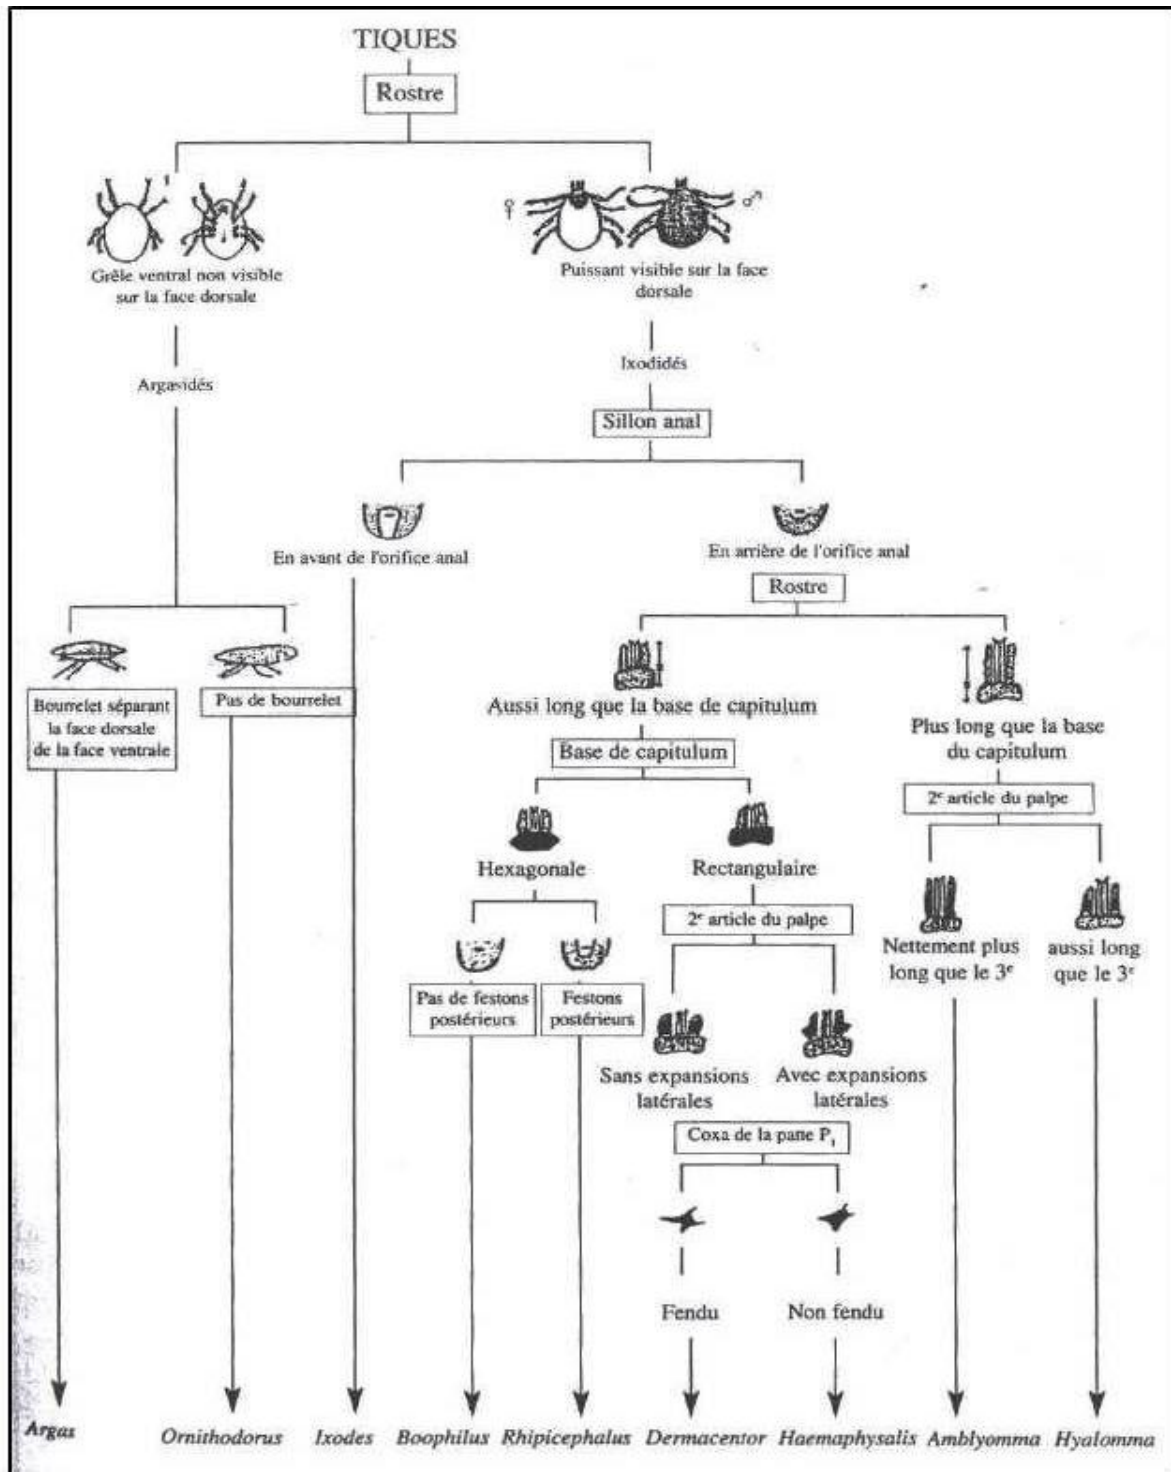 TIQUES
Rostre
♀
♂
Grêle ventral non visible
sur la face dorsale
Puissant visible sur la face
dorsale
Argasidés
Ixodidés
Sillon anal
En avant de l'orifice anal
En arrière de l'orifice anal
Rostre
Bourrelet séparant
la face dorsale
de la face ventrale
Pas de bourrelet
Aussi long que la base de capitulum
Plus long que la base
du capitulum
Base de capitulum
2e article du palpe
Hexagonale
Rectangulaire
2e article du palpe
Nettement plus
long que le 3e
aussi long
que le 3e
Pas de festons
postérieurs
Festons
postérieurs
Sans expansions
latérales
Avec expansions
latérales
Coxa de la pane P1
Fendu
Non fendu
Argas
Ornithodorus
Ixodes
Boophilus
Rhipicephalus
Dermacentor
Haemaphysalis
Amblyomma
Hyalomma